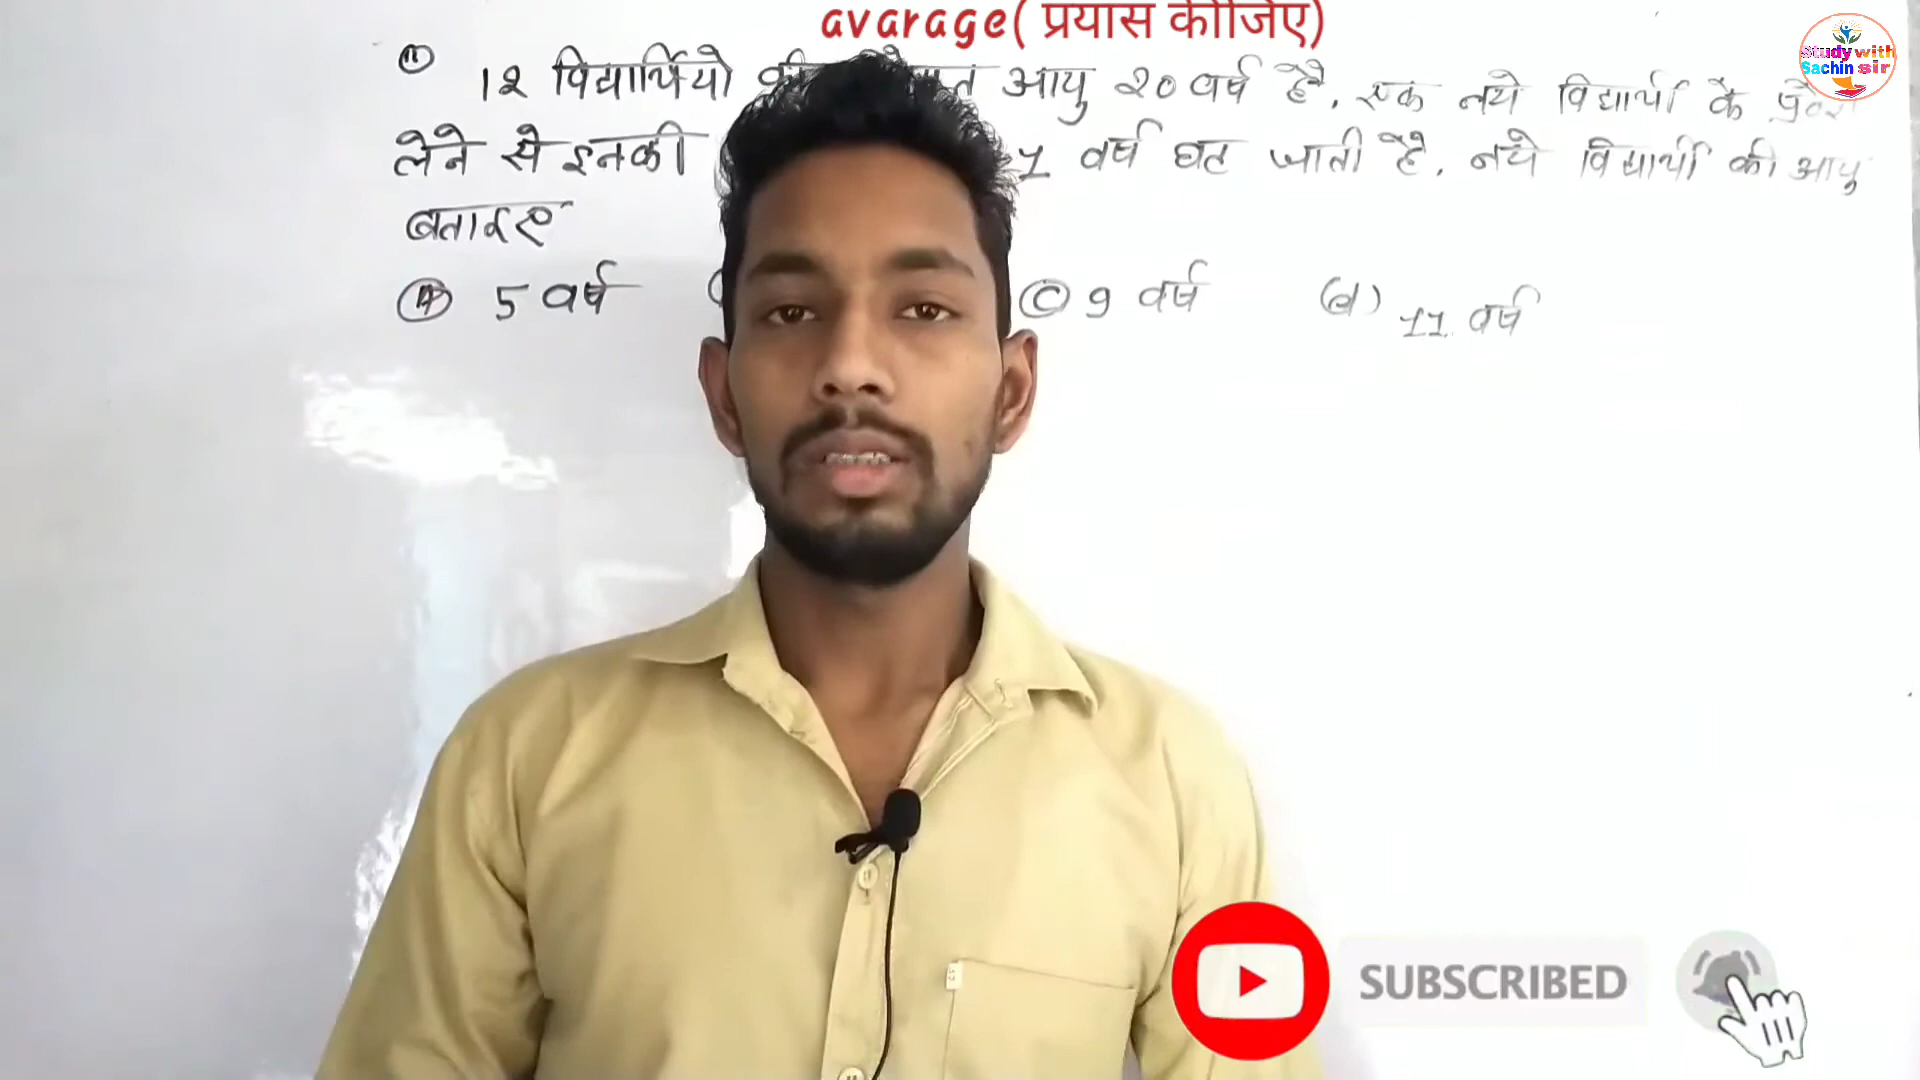 avarage( प्रयास कीजिए)
Study with
Sachin sir
12 विद्यार्थियो की आयु 20 वर्ष है, एक नये विद्यार्थी के
लेने से इनकी 1 वर्ष घट जाती है, नये विद्यार्थी की आयु
बताइए
(A) 5 वर्ष (C) 9 वर्ष (d) 11 वर्ष
SUBSCRIBED